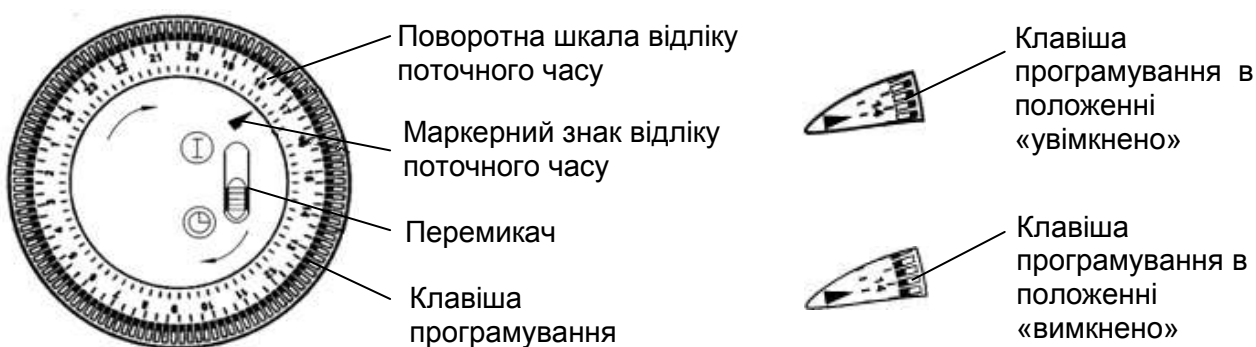 Поворотна шкала відліку
поточного часу
Маркерний знак відліку
поточного часу
Перемикач
Клавіша
програмування
Клавіша
програмування в
положенні
«увімкнено»
Клавіша
програмування в
положенні
«вимкнено»
I